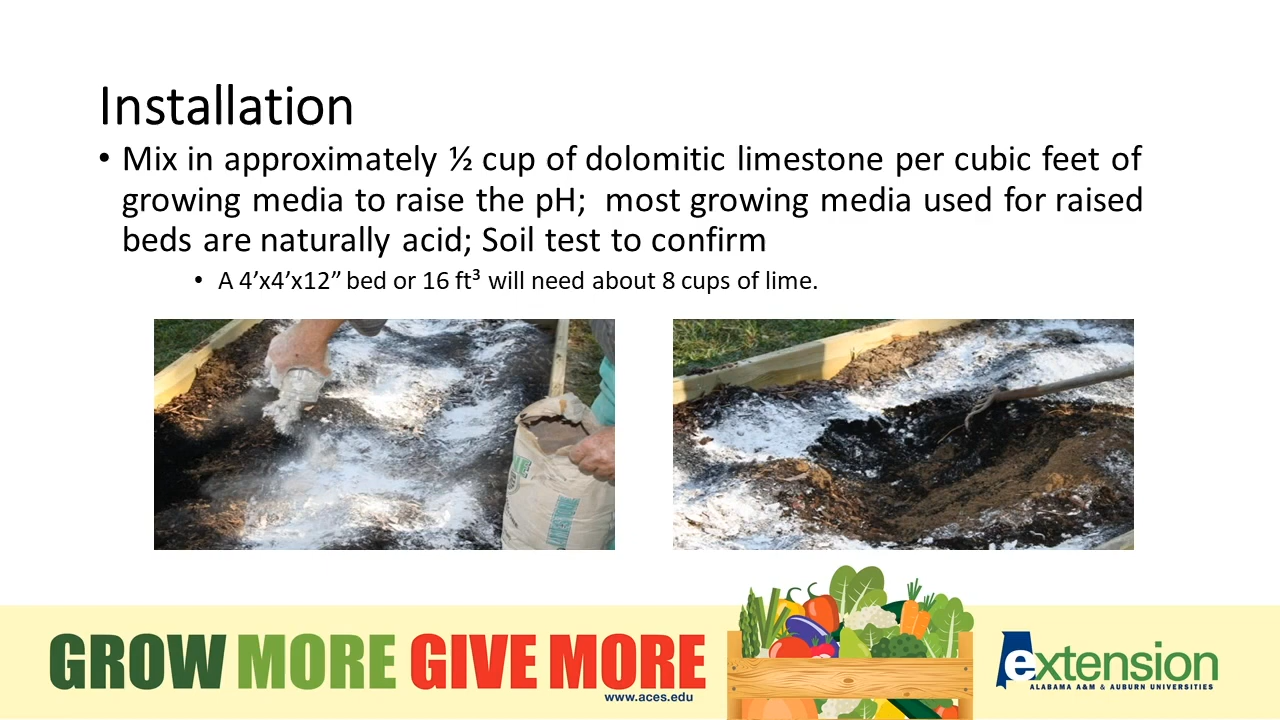 Installation
• Mix in approximately ½ cup of dolomitic limestone per cubic feet of
growing media to raise the pH;  most growing media used for raised
beds are naturally acid; Soil test to confirm
• A 4’x4’x12” bed or 16 ft³ will need about 8 cups of lime.
GROW MORE GIVE MORE
www.aces.edu
extension
ALABAMA A&M & AUBURN UNIVERSITIES